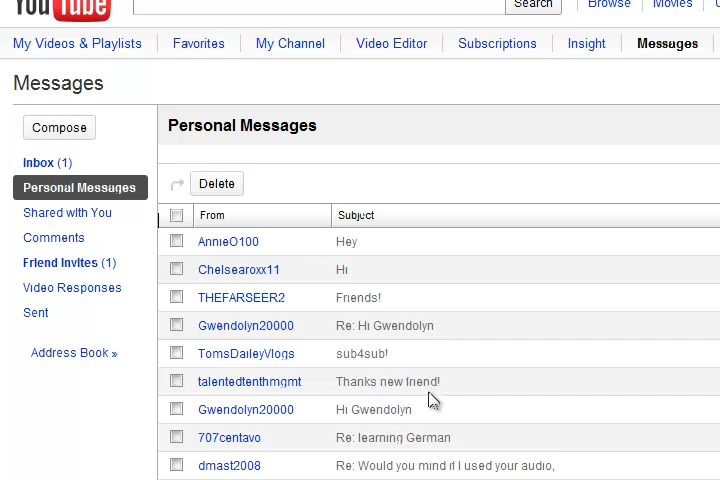 YouTube Search Browse Movies
My Videos & Playlists Favorites My Channel Video Editor Subscriptions Insight Messages
Messages
Compose
Personal Messages
Inbox (1)
Personal Messages
Delete
Shared with You
From Subject
Comments
AnnieO100 Hey
Friend Invites (1)
Chelsearoxx11 Hi
Video Responses
THEFARSEER2 Friends!
Sent
Gwendolyn20000 Re: Hi Gwendolyn
Address Book »
TomsDaileyVlogs sub4sub!
talentedtenthmgmt Thanks new friend!
Gwendolyn20000 Hi Gwendolyn
707centavo Re: learning German
dmast2008 Re: Would you mind if I used your audio,